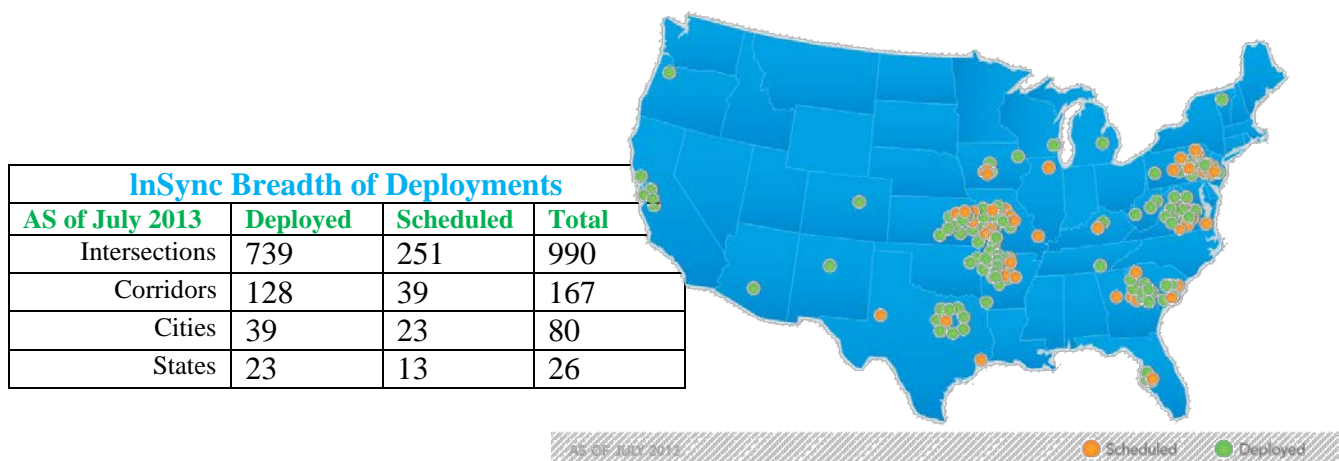 lnSync Breadth of Deployments
AS of July 2013 Deployed Scheduled Total
Intersections 739 251 990
Corridors 128 39 167
Cities 39 23 80
States 23 13 26
AS OF JULY 2013 Scheduled Deployed